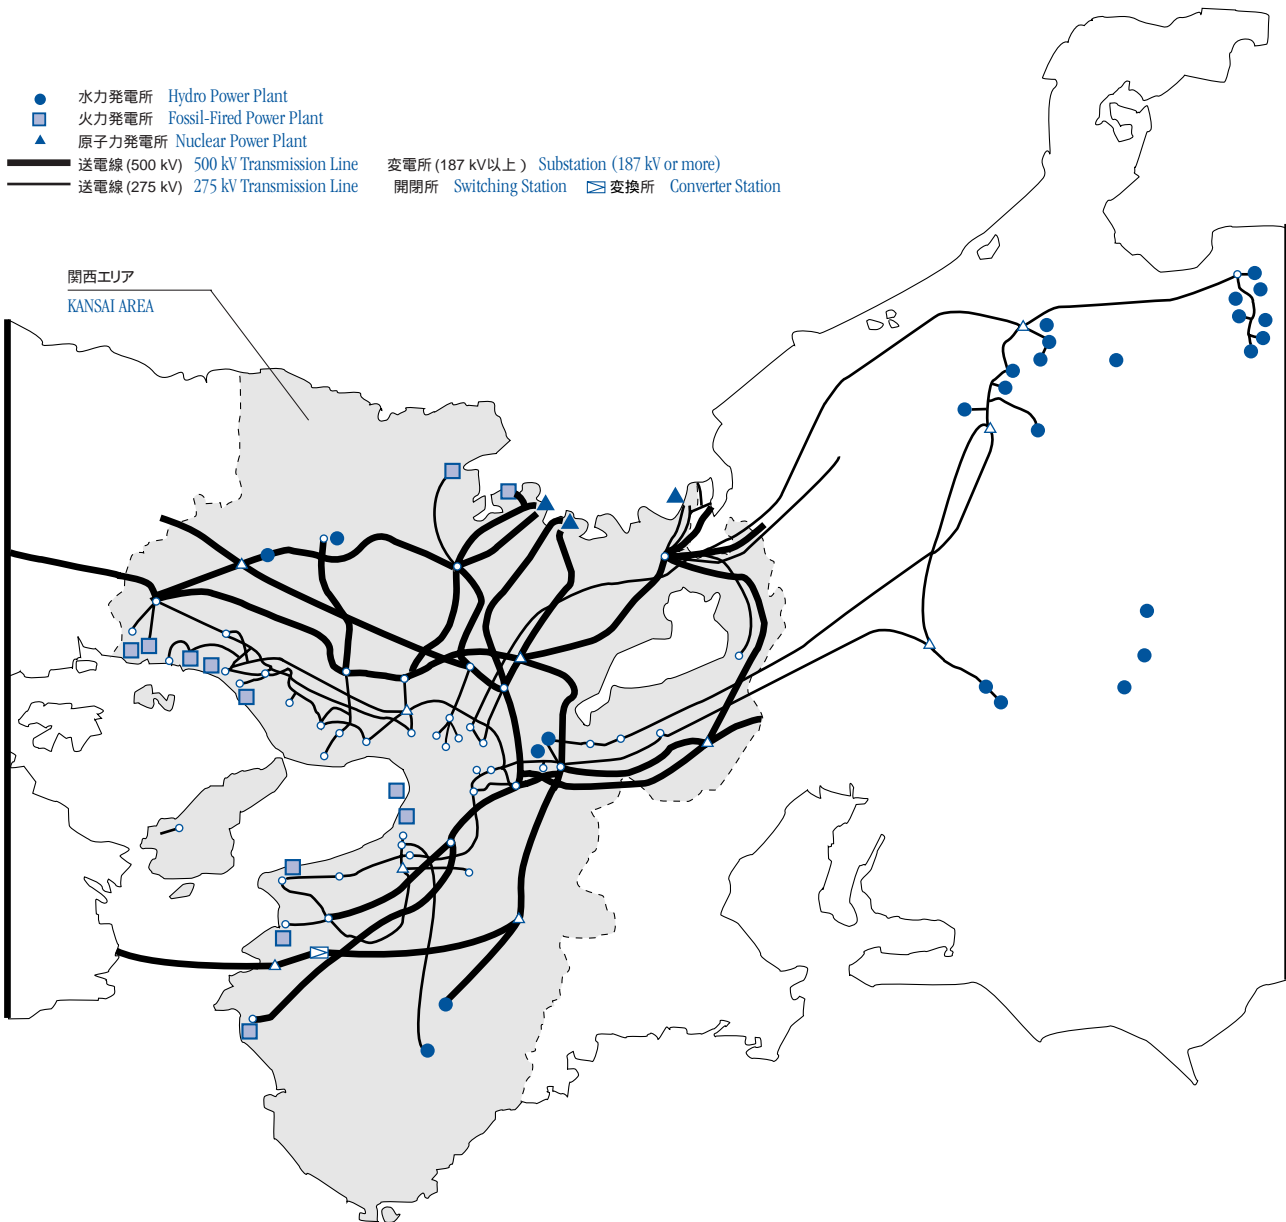 水力発電所 Hydro Power Plant
火力発電所 Fossil-Fired Power Plant
原子力発電所 Nuclear Power Plant
送電線 (500 kV) 500 kV Transmission Line 変電所 (187 kV以上 ) Substation (187 kV or more)
送電線 (275 kV) 275 kV Transmission Line 開閉所 Switching Station 変換所 Converter Station
関西エリア
KANSAI AREA